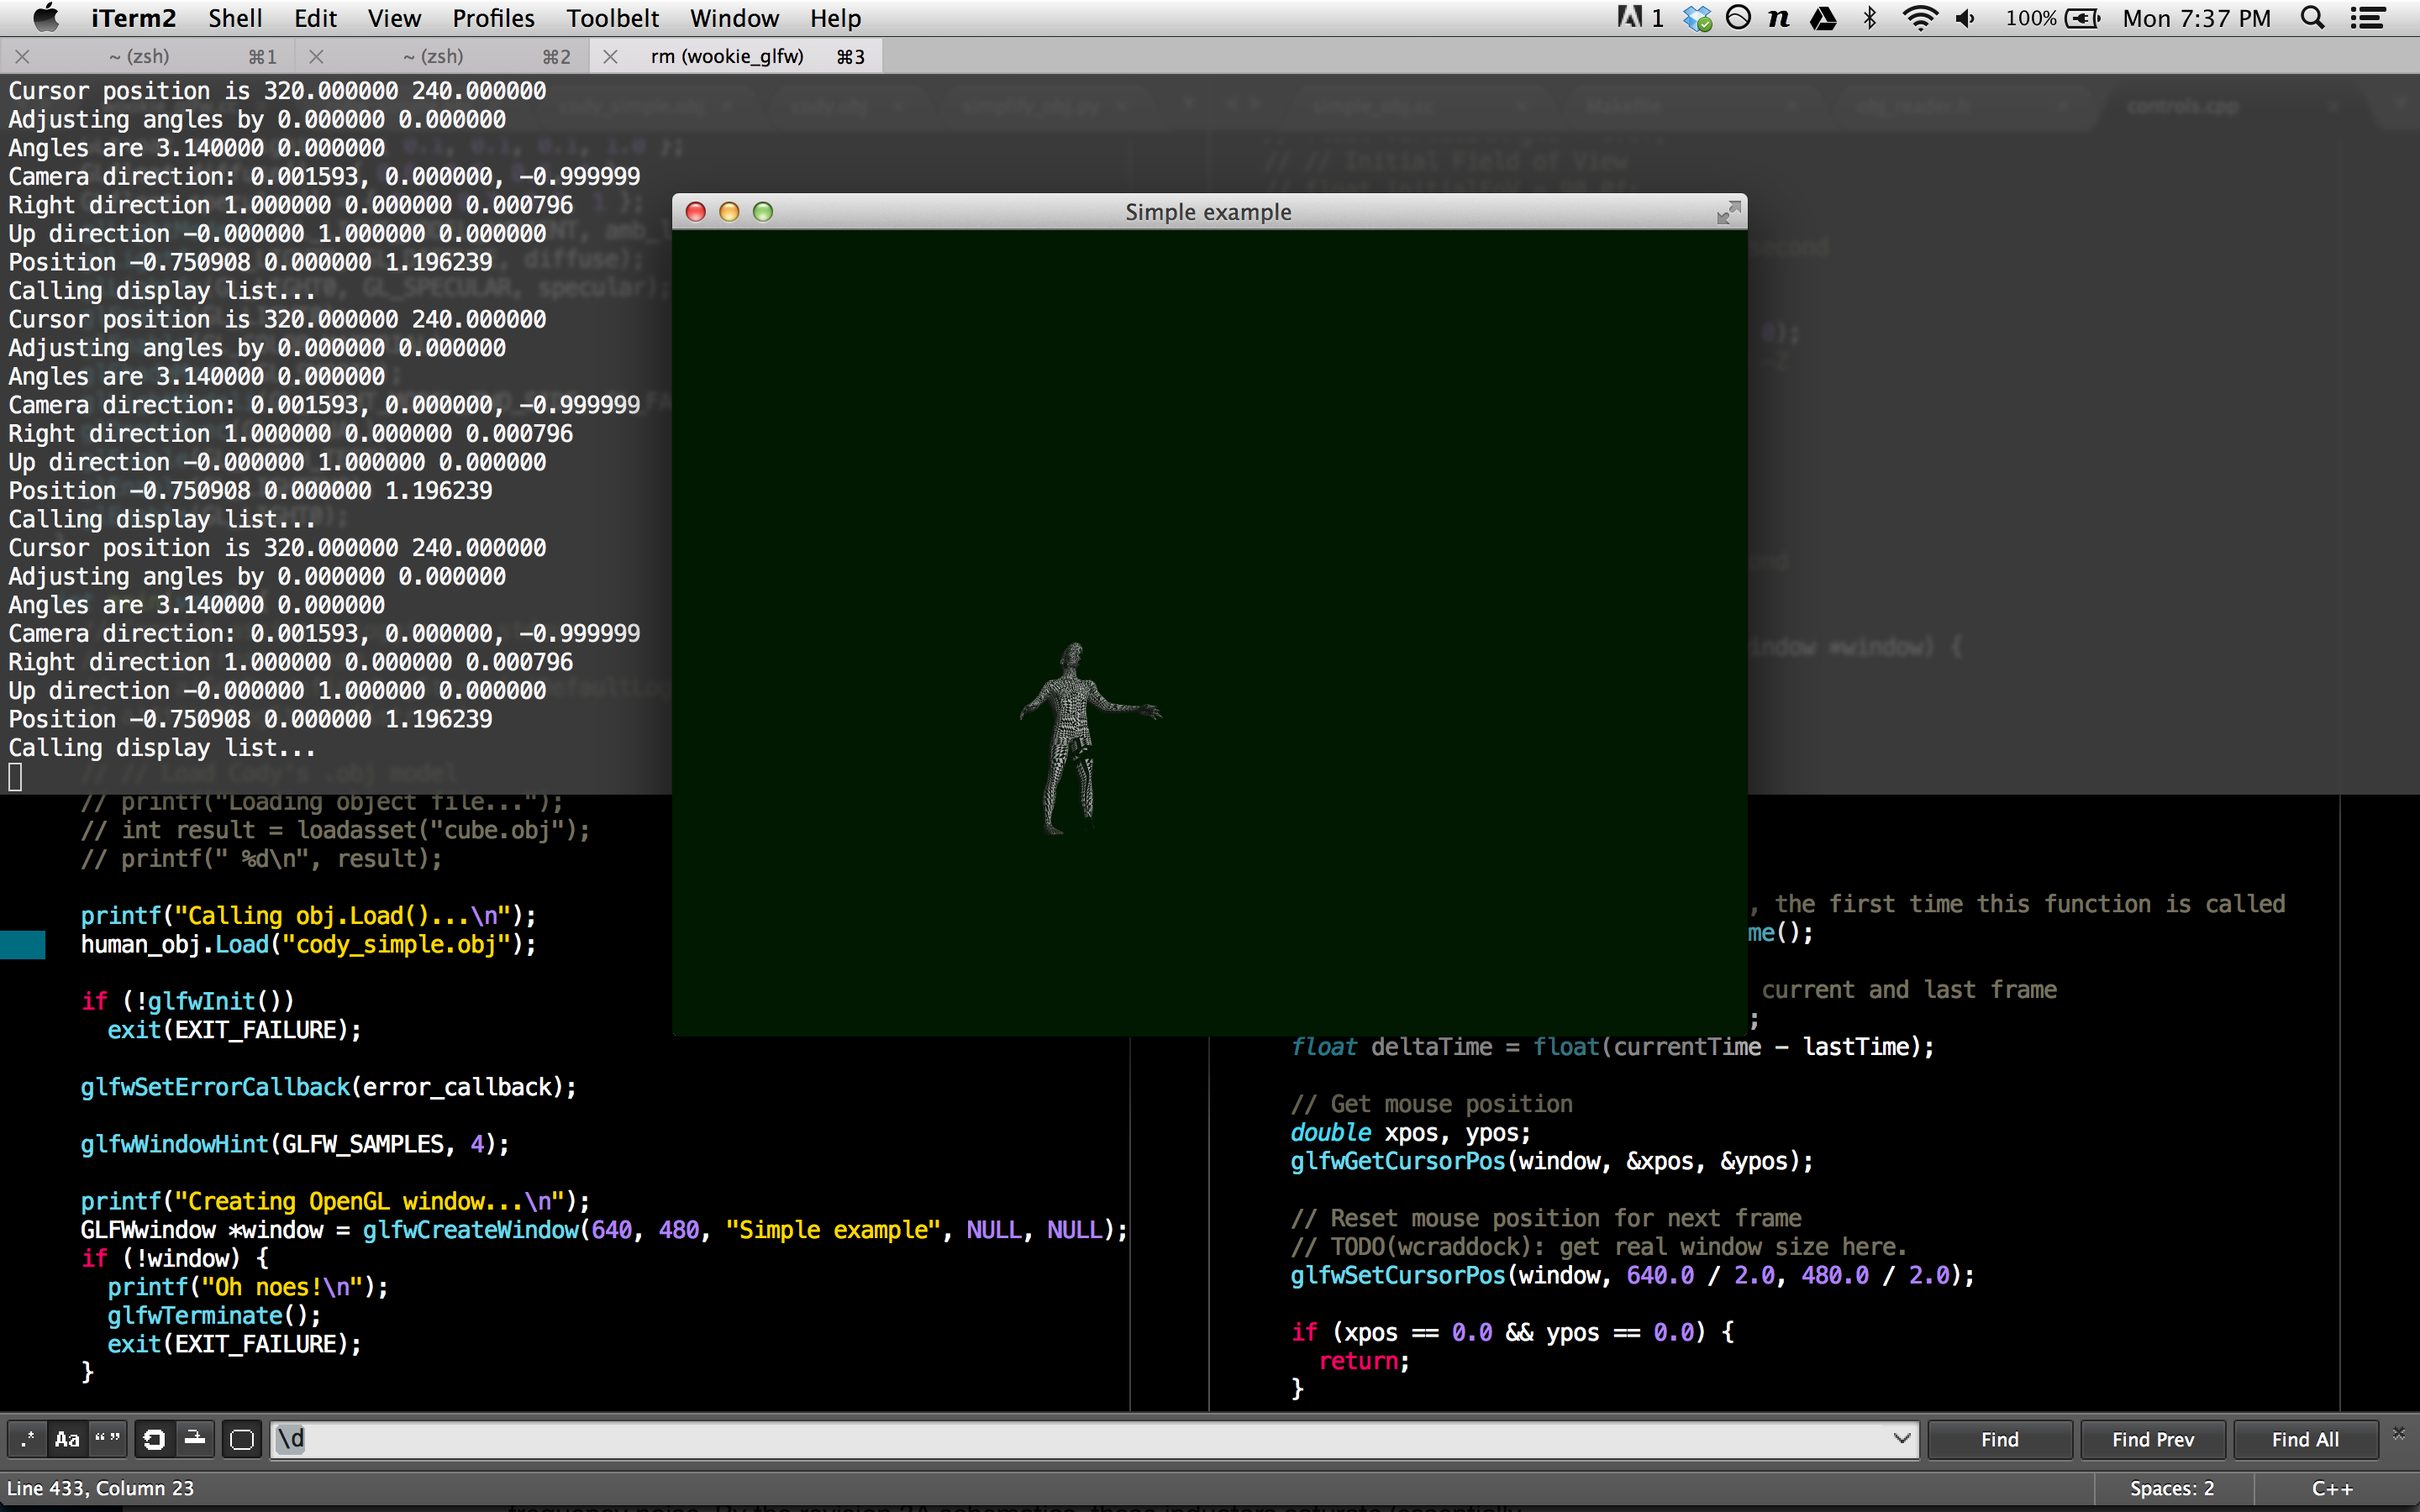 iTerm2 Shell Edit View Profiles Toolbelt Window Help 1 100% Mon 7:37 PM
~ (zsh) ⌘1 ~ (zsh) ⌘2 rm (wookie_glfw) ⌘3
Cursor position is 320.000000 240.000000
Adjusting angles by 0.000000 0.000000
Angles are 3.140000 0.000000
Camera direction: 0.001593, 0.000000, -0.999999
Right direction 1.000000 0.000000 0.000796
Up direction -0.000000 1.000000 0.000000
Position -0.750908 0.000000 1.196239
Calling display list...
Cursor position is 320.000000 240.000000
Adjusting angles by 0.000000 0.000000
Angles are 3.140000 0.000000
Camera direction: 0.001593, 0.000000, -0.999999
Right direction 1.000000 0.000000 0.000796
Up direction -0.000000 1.000000 0.000000
Position -0.750908 0.000000 1.196239
Calling display list...
Cursor position is 320.000000 240.000000
Adjusting angles by 0.000000 0.000000
Angles are 3.140000 0.000000
Camera direction: 0.001593, 0.000000, -0.999999
Right direction 1.000000 0.000000 0.000796
Up direction -0.000000 1.000000 0.000000
Position -0.750908 0.000000 1.196239
Calling display list...
controls.cpp
// // Initial Field of View
Simple example
second
window *window) {
// // Load Cody's .obj model
// printf("Loading object file...");
// int result = loadasset("cube.obj");
// printf(" %d\n", result);
printf("Calling obj.Load()...\n");
human_obj.Load("cody_simple.obj");
if (!glfwInit())
exit(EXIT_FAILURE);
glfwSetErrorCallback(error_callback);
glfwWindowHint(GLFW_SAMPLES, 4);
printf("Creating OpenGL window...\n");
GLFWwindow *window = glfwCreateWindow(640, 480, "Simple example", NULL, NULL);
if (!window) {
printf("Oh noes!\n");
glfwTerminate();
exit(EXIT_FAILURE);
}
, the first time this function is called
me();
current and last frame
;
float deltaTime = float(currentTime - lastTime);
// Get mouse position
double xpos, ypos;
glfwGetCursorPos(window, &xpos, &ypos);
// Reset mouse position for next frame
// TODO(wcraddock): get real window size here.
glfwSetCursorPos(window, 640.0 / 2.0, 480.0 / 2.0);
if (xpos == 0.0 && ypos == 0.0) {
return;
}
.* Aa “” \d Find Find Prev Find All
Line 433, Column 23 Spaces: 2 C++